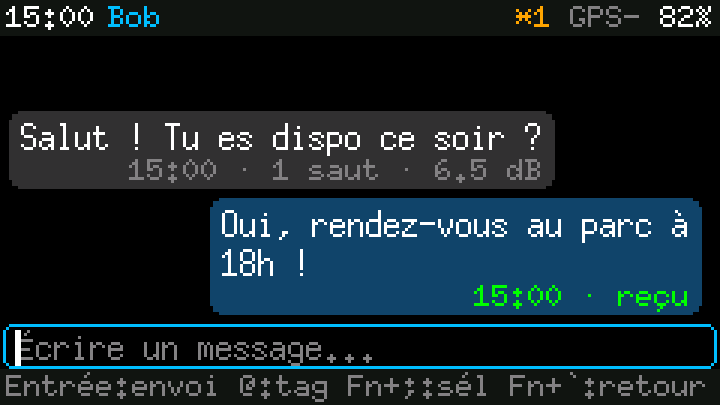 15:00 Bob ⌘1 GPS- 82%
Salut ! Tu es dispo ce soir ?
15:00 · 1 saut · 6.5 dB
Oui, rendez-vous au parc à
18h !
15:00 · reçu
Écrire un message...
Entrée:envoi @:tag Fn+;:sél Fn+`:retour